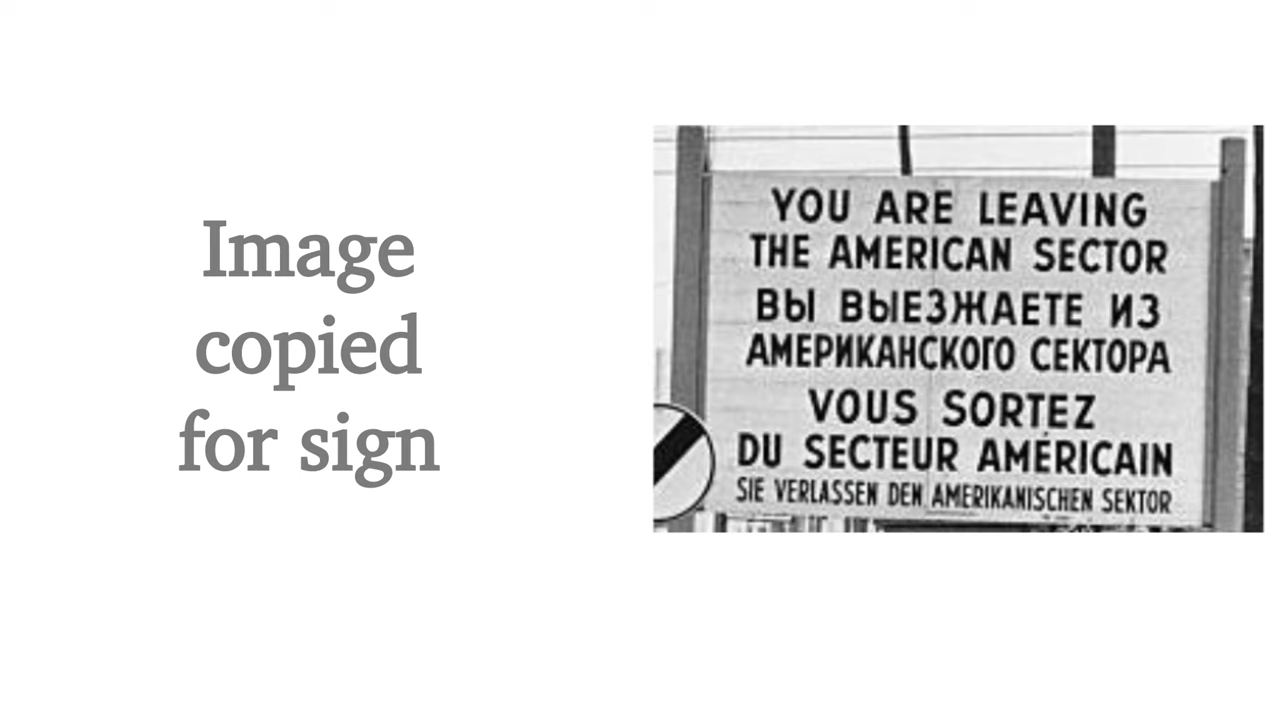 Image
copied
for sign
YOU ARE LEAVING
THE AMERICAN SECTOR
ВЫ ВЫЕЗЖАЕТЕ ИЗ
АМЕРИКАНСКОГО СЕКТОРА
VOUS SORTEZ
DU SECTEUR AMÉRICAIN
SIE VERLASSEN DEN AMERIKANISCHEN SEKTOR